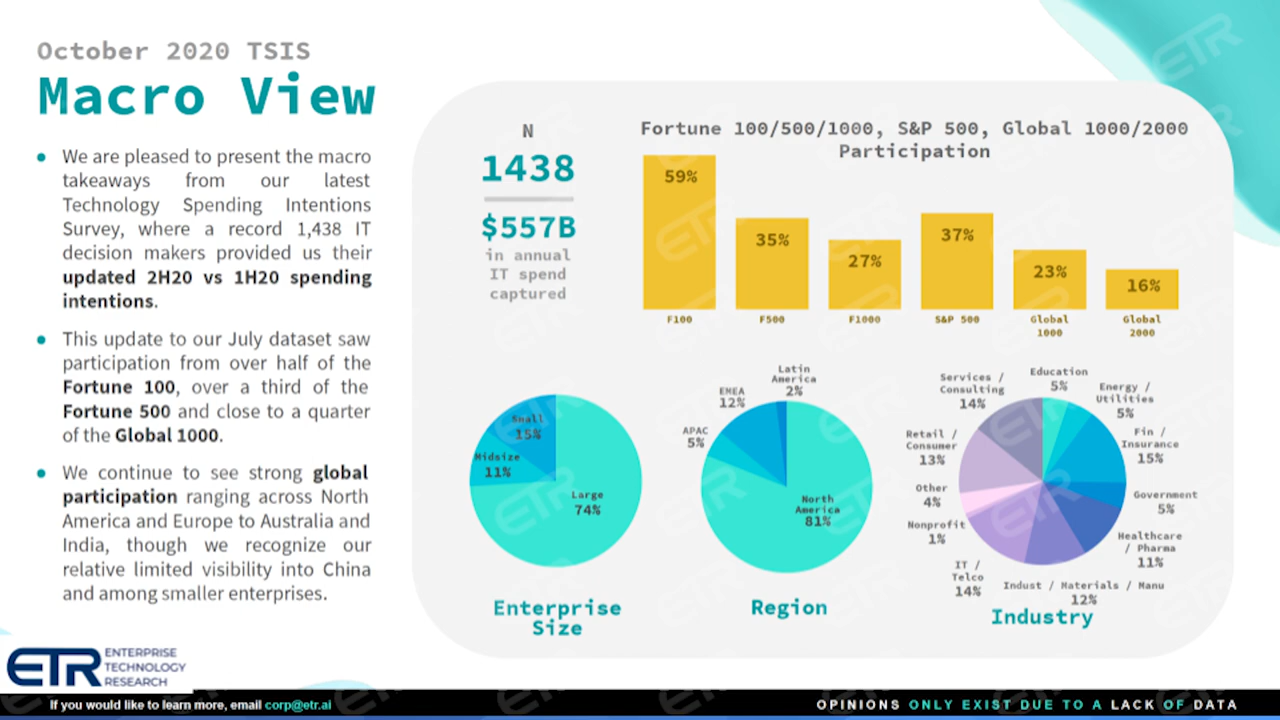 October 2020 TSIS
Macro View
We are pleased to present the macro
takeaways from our latest
Technology Spending Intentions
Survey, where a record 1,438 IT
decision makers provided us their
updated 2H20 vs 1H20 spending
intentions.
This update to our July dataset saw
participation from over half of the
Fortune 100, over a third of the
Fortune 500 and close to a quarter
of the Global 1000.
We continue to see strong global
participation ranging across North
America and Europe to Australia and
India, though we recognize our
relative limited visibility into China
and among smaller enterprises.
N
1438
$557B
in annual
IT spend
captured
Fortune 100/500/1000, S&P 500, Global 1000/2000
Participation
59%
35%
27%
37%
23%
16%
F100
F500
F1000
S&P 500
Global
1000
Global
2000
Small
15%
Midsize
11%
Large
74%
Enterprise
Size
Latin
America
2%
EMEA
12%
APAC
5%
North
America
81%
Region
Education
5%
Energy /
Utilities
5%
Fin /
Insurance
15%
Government
5%
Healthcare
/ Pharma
11%
Indust / Materials / Manu
12%
IT /
Telco
14%
Nonprofit
1%
Other
4%
Retail /
Consumer
13%
Services /
Consulting
14%
Industry
ETR ENTERPRISE
TECHNOLOGY
RESEARCH
If you would like to learn more, email corp@etr.ai
OPINIONS ONLY EXIST DUE TO A LACK OF DATA